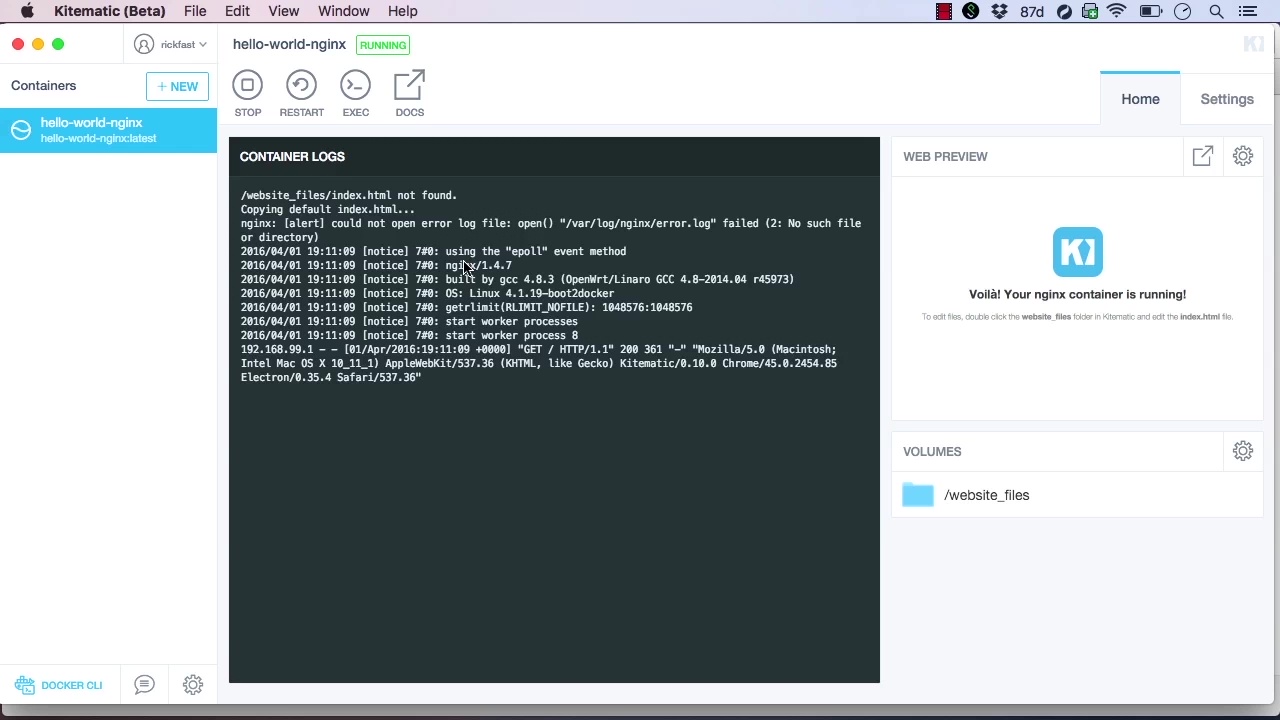 Kitematic (Beta) File Edit View Window Help 87d
rickfast
hello-world-nginx RUNNING
Containers
+ NEW
STOP RESTART EXEC DOCS
Home Settings
hello-world-nginx
hello-world-nginx:latest
CONTAINER LOGS
/website_files/index.html not found.
Copying default index.html...
nginx: [alert] could not open error log file: open() "/var/log/nginx/error.log" failed (2: No such file
or directory)
2016/04/01 19:11:09 [notice] 7#0: using the "epoll" event method
2016/04/01 19:11:09 [notice] 7#0: nginx/1.4.7
2016/04/01 19:11:09 [notice] 7#0: built by gcc 4.8.3 (OpenWrt/Linaro GCC 4.8-2014.04 r45973)
2016/04/01 19:11:09 [notice] 7#0: OS: Linux 4.1.19-boot2docker
2016/04/01 19:11:09 [notice] 7#0: getrlimit(RLIMIT_NOFILE): 1048576:1048576
2016/04/01 19:11:09 [notice] 7#0: start worker processes
2016/04/01 19:11:09 [notice] 7#0: start worker process 8
192.168.99.1 - - [01/Apr/2016:19:11:09 +0000] "GET / HTTP/1.1" 200 361 "-" "Mozilla/5.0 (Macintosh;
Intel Mac OS X 10_11_1) AppleWebKit/537.36 (KHTML, like Gecko) Kitematic/0.10.0 Chrome/45.0.2454.85
Electron/0.35.4 Safari/537.36"
WEB PREVIEW
Voilà! Your nginx container is running!
To edit files, double click the website_files folder in Kitematic and edit the index.html file.
VOLUMES
/website_files
DOCKER CLI